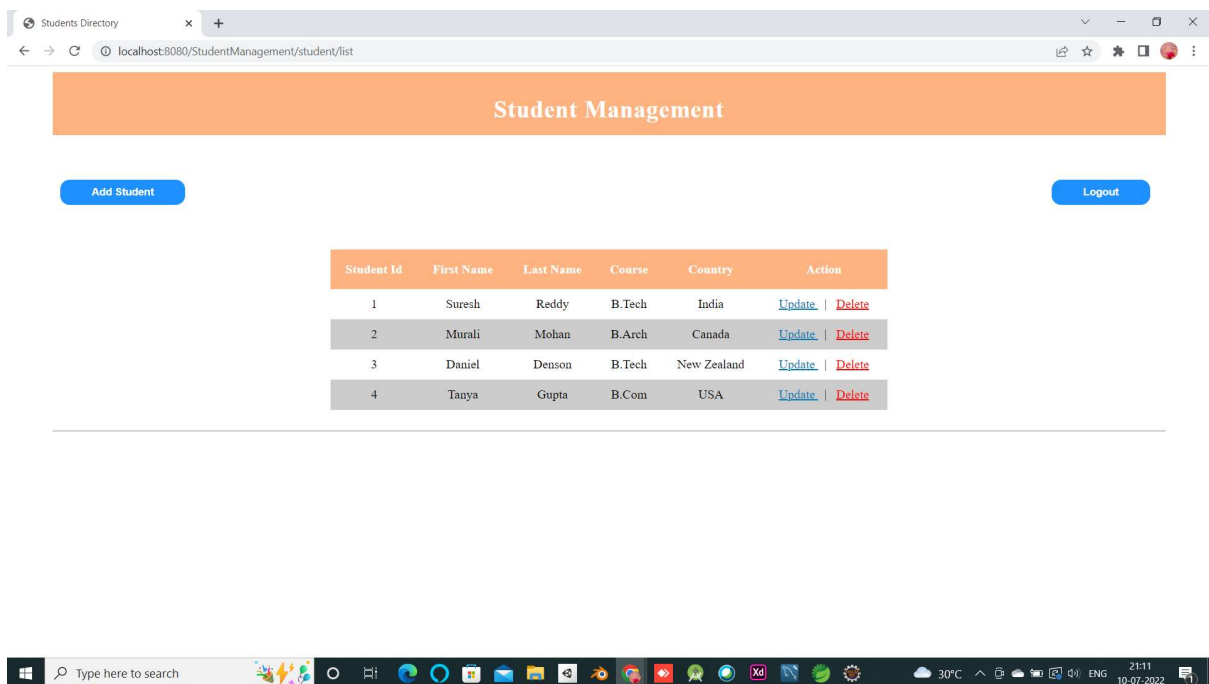 Students Directory
localhost:8080/StudentManagement/student/list
Student Management
Add Student
Logout
Student Id First Name Last Name Course Country Action
1 Suresh Reddy B.Tech India Update | Delete
2 Murali Mohan B.Arch Canada Update | Delete
3 Daniel Denson B.Tech New Zealand Update | Delete
4 Tanya Gupta B.Com USA Update | Delete
Type here to search
Xd
30°C
ENG
21:11
10-07-2022
1